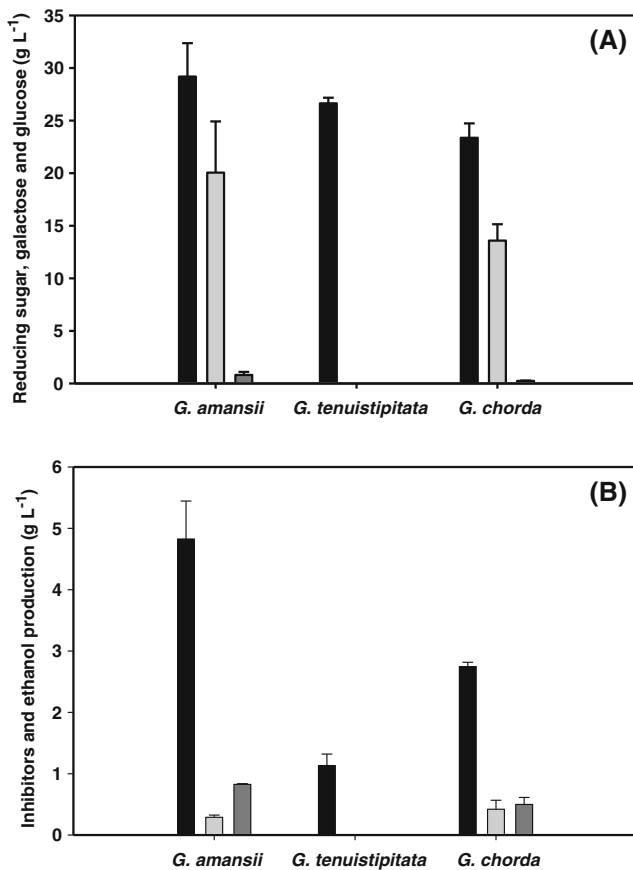 (A)
Reducing sugar, galactose and glucose (g L⁻¹)
35
30
25
20
15
10
5
0
G. amansii G. tenuistipitata G. chorda
(B)
Inhibitors and ethanol production (g L⁻¹)
6
5
4
3
2
1
0
G. amansii G. tenuistipitata G. chorda